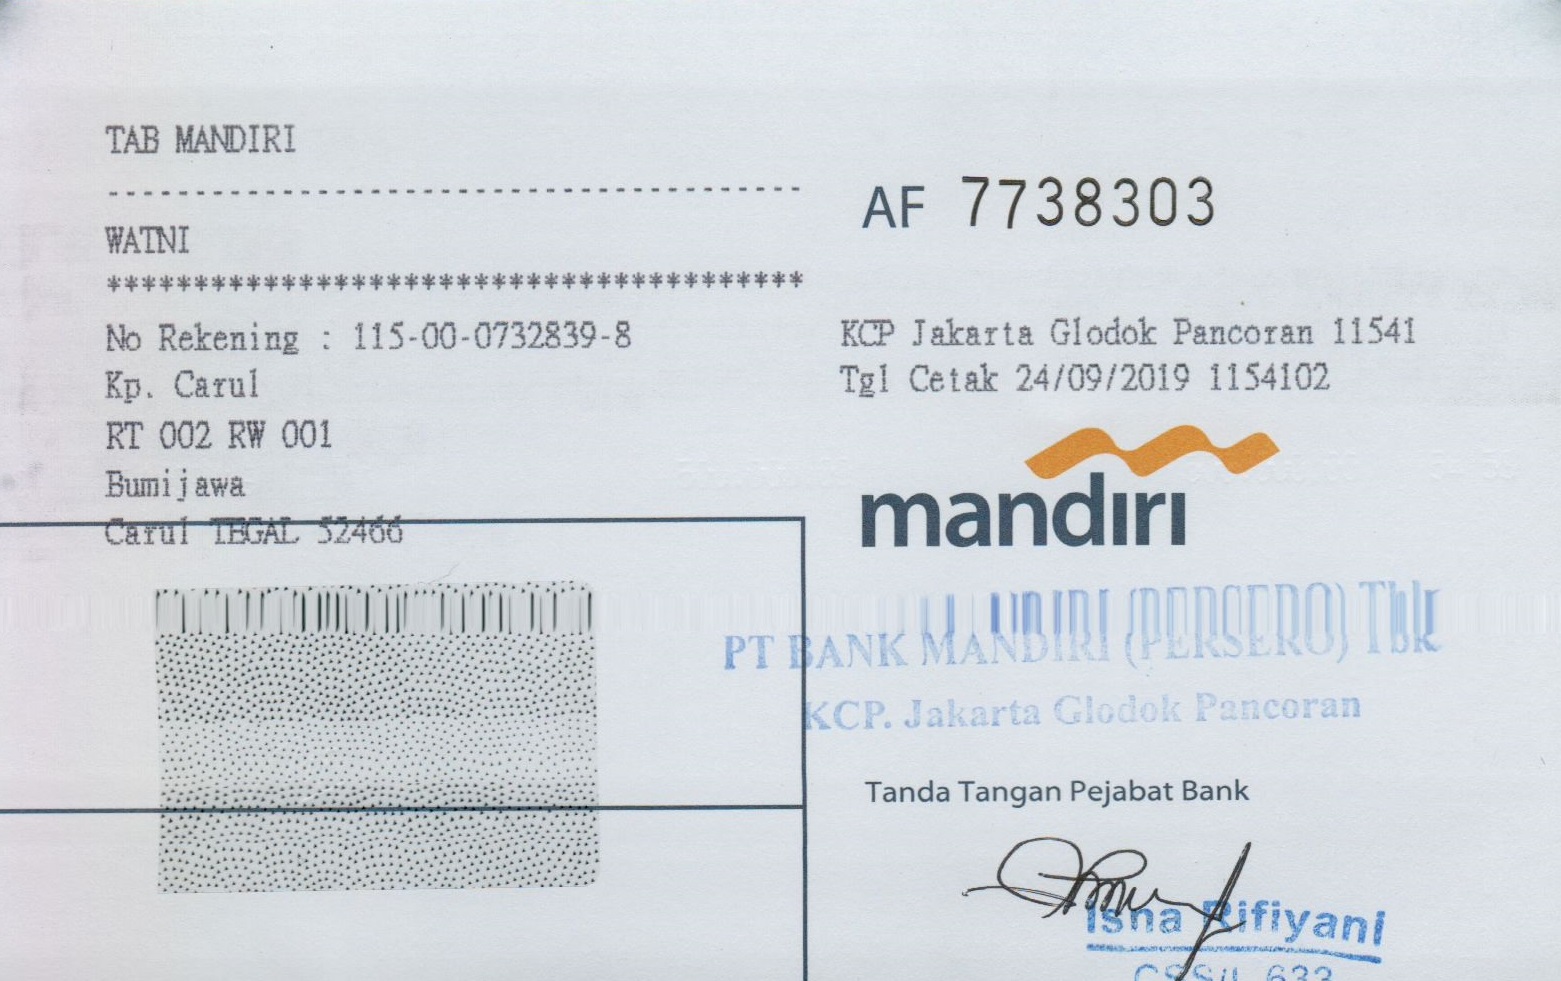 TAB MANDIRI
----------------------------------------
WATNI
****************************************
No Rekening : 115-00-0732839-8
Kp. Carul
RT 002 RW 001
Bumijawa
Carul TEGAL 52466
AF 7738303
KCP Jakarta Glodok Pancoran 11541
Tgl Cetak 24/09/2019 1154102
mandiri
PT BANK MANDIRI (PERSERO) Tbk
KCP. Jakarta Glodok Pancoran
Tanda Tangan Pejabat Bank
Isna Rifiyani
633